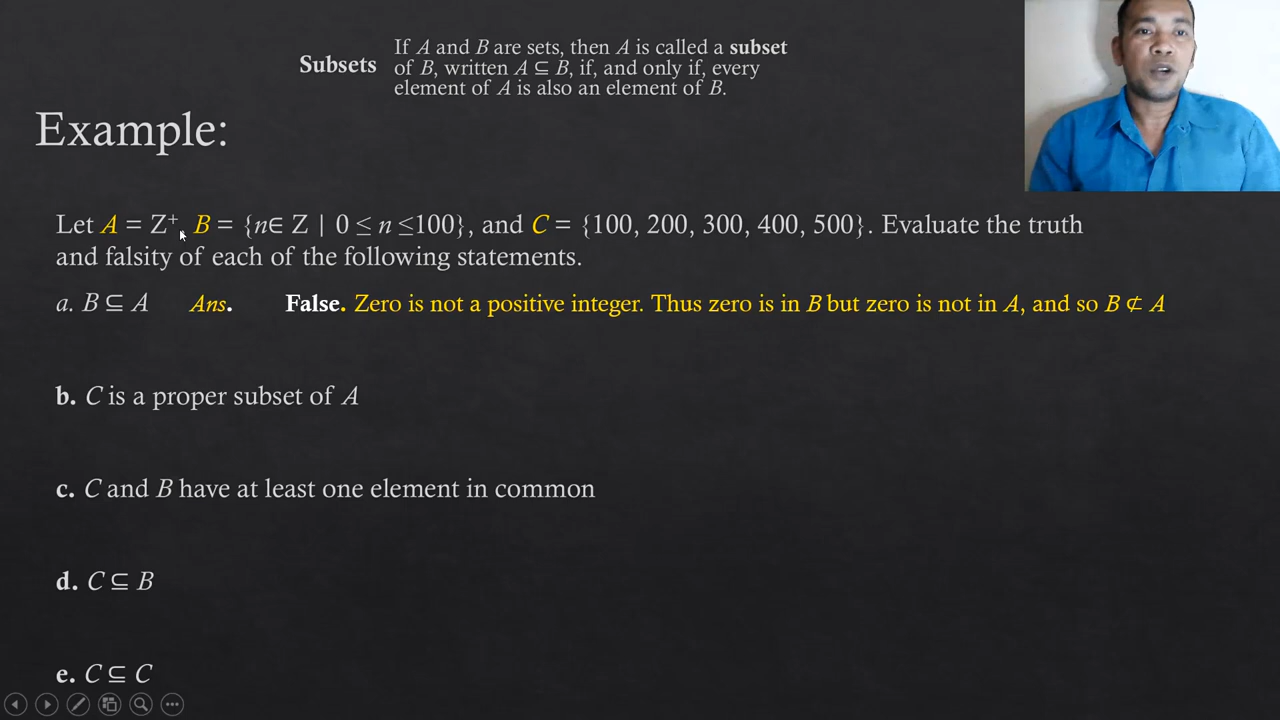 Subsets If A and B are sets, then A is called a subset
of B, written A ⊆ B, if, and only if, every
element of A is also an element of B.
Example:
Let A = Z⁺, B = {n∈ Z | 0 ≤ n ≤100}, and C = {100, 200, 300, 400, 500}. Evaluate the truth
and falsity of each of the following statements.
a. B ⊆ A Ans. False. Zero is not a positive integer. Thus zero is in B but zero is not in A, and so B ⊄ A
b. C is a proper subset of A
c. C and B have at least one element in common
d. C ⊆ B
e. C ⊆ C